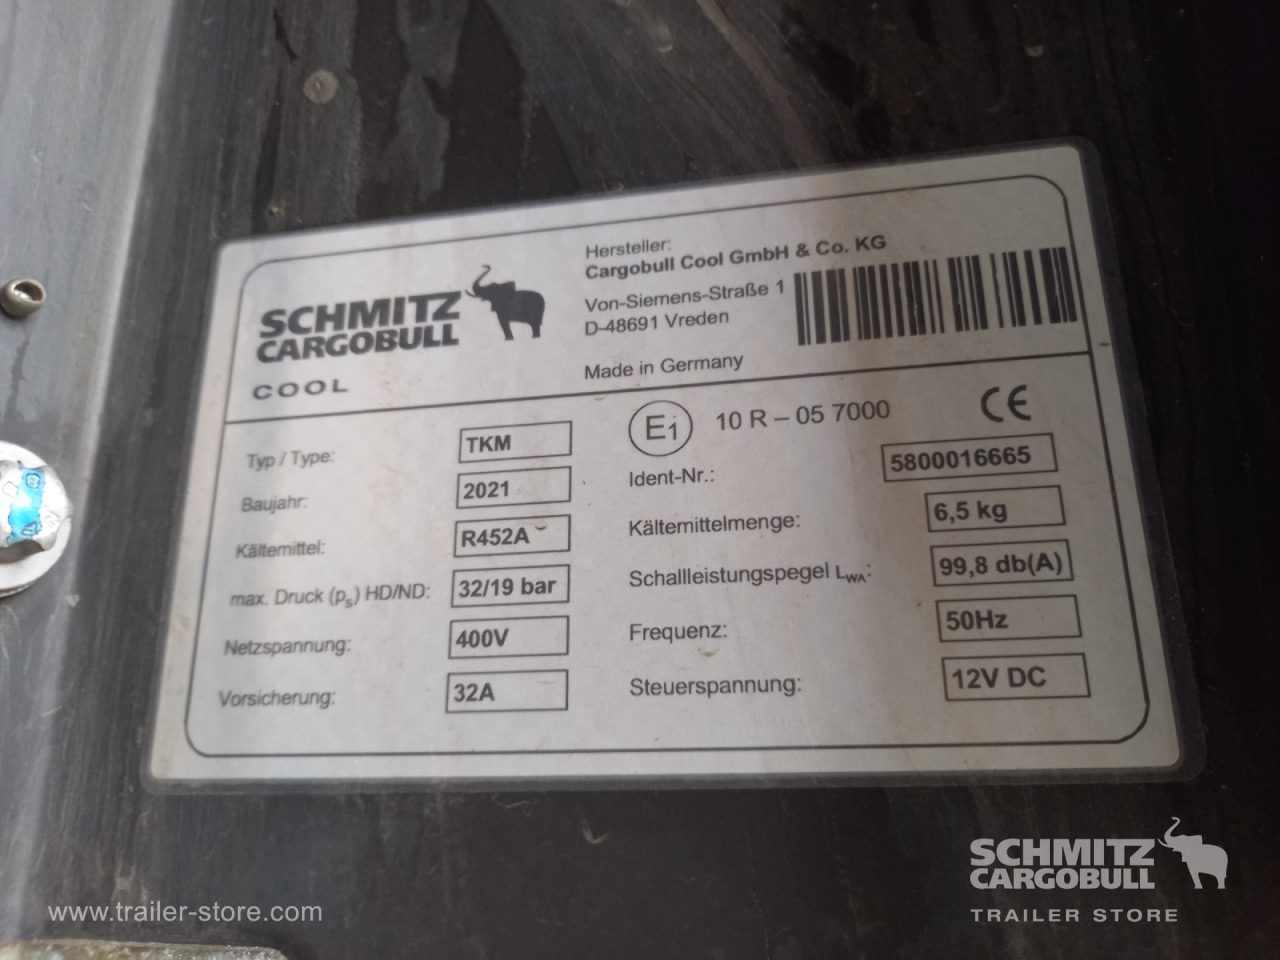 SCHMITZ
CARGOBULL
COOL
Hersteller:
Cargobull Cool GmbH & Co. KG
Von-Siemens-Straße 1
D-48691 Vreden
Made in Germany
E1 10 R – 05 7000 CE
Typ / Type: TKM
Baujahr: 2021
Kältemittel: R452A
max. Druck (ps) HD/ND: 32/19 bar
Netzspannung: 400V
Vorsicherung: 32A
Ident-Nr.: 5800016665
Kältemittelmenge: 6,5 kg
Schallleistungspegel LWA: 99,8 db(A)
Frequenz: 50Hz
Steuerspannung: 12V DC
www.trailer-store.com
SCHMITZ
CARGOBULL
TRAILER STORE